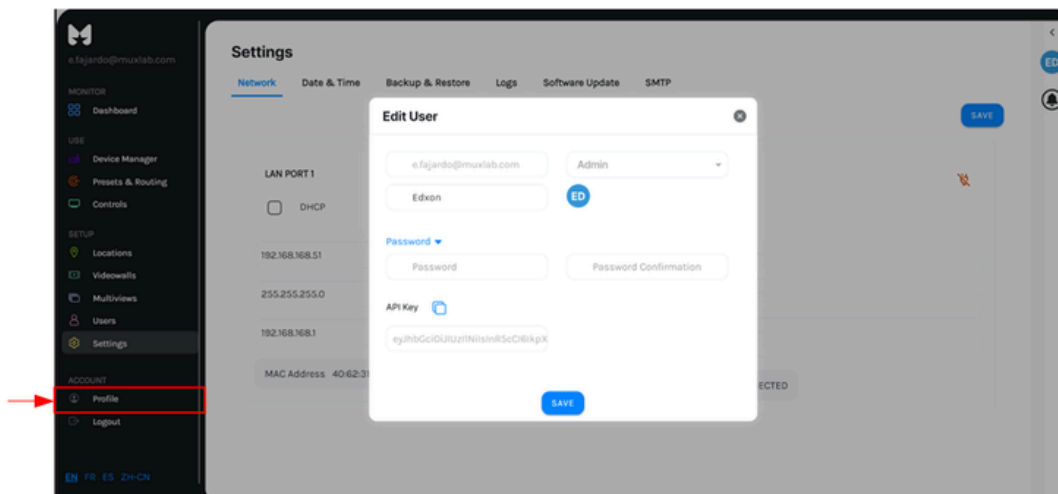 e.fajardo@muxlab.com
MONITOR
Dashboard
USE
Device Manager
Presets & Routing
Controls
SETUP
Locations
Videowalls
Multiviews
Users
Settings
ACCOUNT
Profile
Logout
EN FR ES ZH-CN
Settings
Network Date & Time Backup & Restore Logs Software Update SMTP
SAVE
LAN PORT 1
DHCP
192.168.168.51
255.255.255.0
192.168.168.1
MAC Address 40:62:31
ECTED
Edit User
e.fajardo@muxlab.com Admin
Edxon ED
Password
Password Password Confirmation
API Key
SAVE
ED